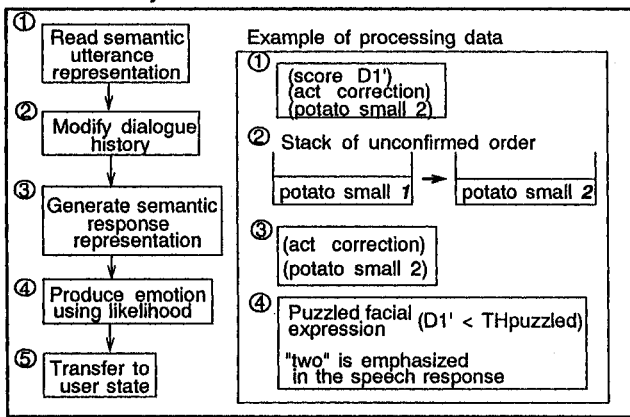 ①
Read semantic
utterance
representation
②
Modify dialogue
history
③
Generate semantic
response
representation
④
Produce emotion
using likelihood
⑤
Transfer to
user state
Example of processing data
①
(score D1')
(act correction)
(potato small 2)
② Stack of unconfirmed order
potato small 1
potato small 2
③
(act correction)
(potato small 2)
④
Puzzled facial (D1' < THpuzzled)
expression
"two" is emphasized
in the speech response